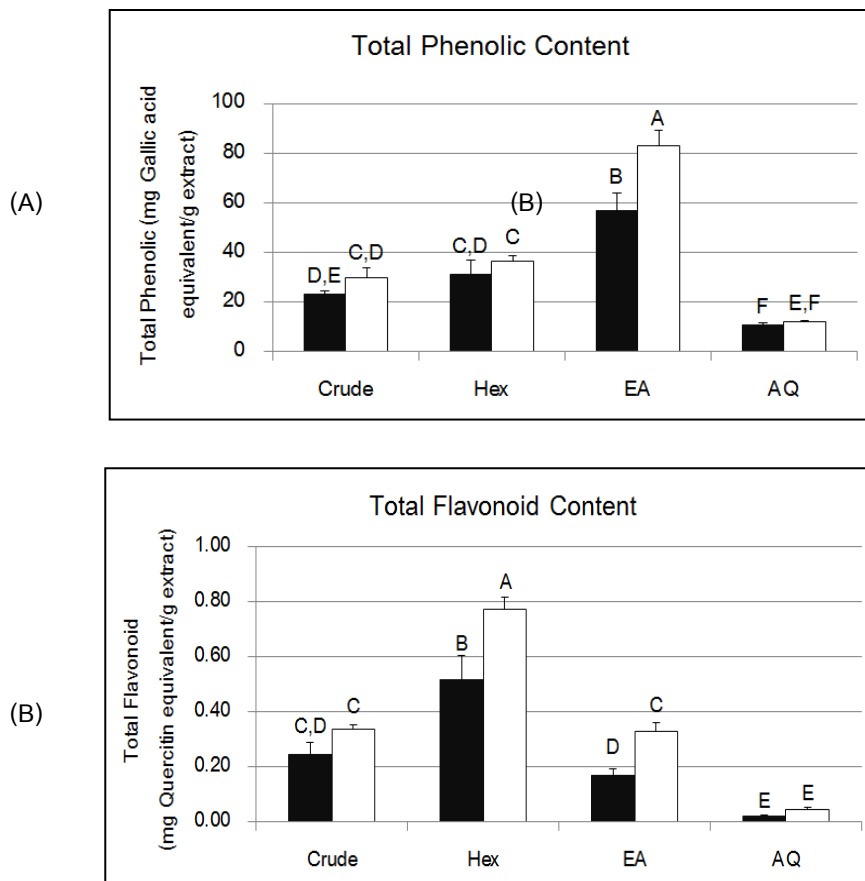 (A)
Total Phenolic Content
Total Phenolic (mg Gallic acid
equivalent/g extract)
100
80
60
40
20
0
D,E
C,D
C,D
C
(B)
B
A
F
E,F
Crude
Hex
EA
AQ
(B)
Total Flavonoid Content
Total Flavonoid
(mg Quercitin equivalent/g extract)
1.00
0.80
0.60
0.40
0.20
0.00
C,D
C
B
A
D
C
E
E
Crude
Hex
EA
AQ